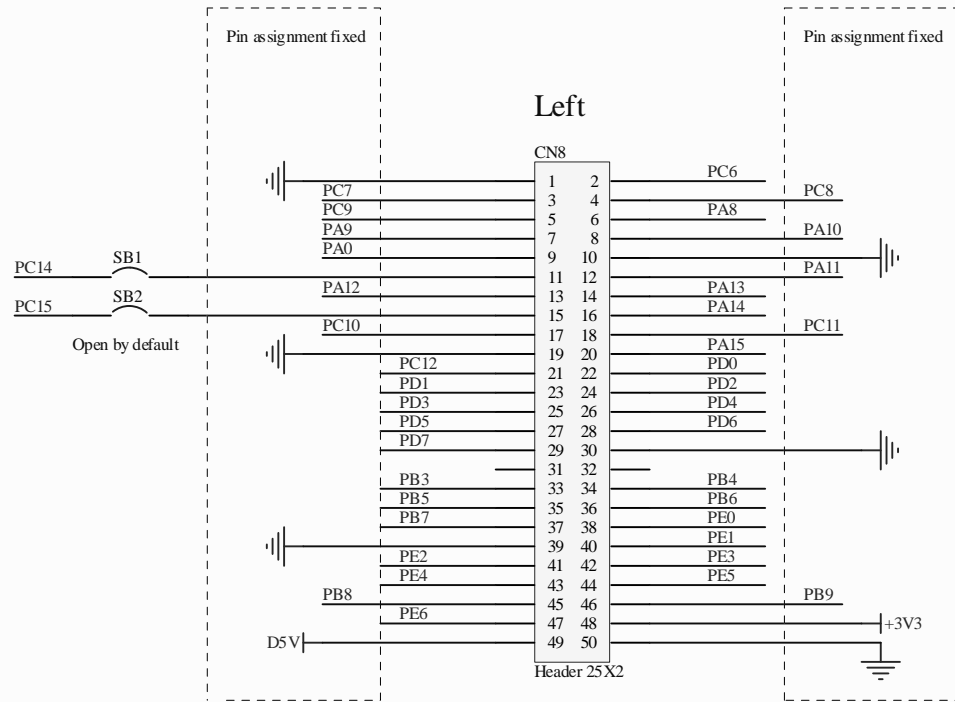 Pin assignment fixed
Pin assignment fixed
Left
CN8
1 2 PC6
PC7 3 4 PC8
PC9 5 6 PA8
PA9 7 8 PA10
PA0 9 10
PC14 SB1 11 12 PA11
PA12 13 14 PA13
PC15 SB2 15 16 PA14
PC10 17 18 PC11
Open by default
19 20 PA15
PC12 21 22 PD0
PD1 23 24 PD2
PD3 25 26 PD4
PD5 27 28 PD6
PD7 29 30
31 32
PB3 33 34 PB4
PB5 35 36 PB6
PB7 37 38 PE0
39 40 PE1
PE2 41 42 PE3
PE4 43 44 PE5
PB8 45 46 PB9
PE6 47 48 +3V3
D5V 49 50
Header 25X2